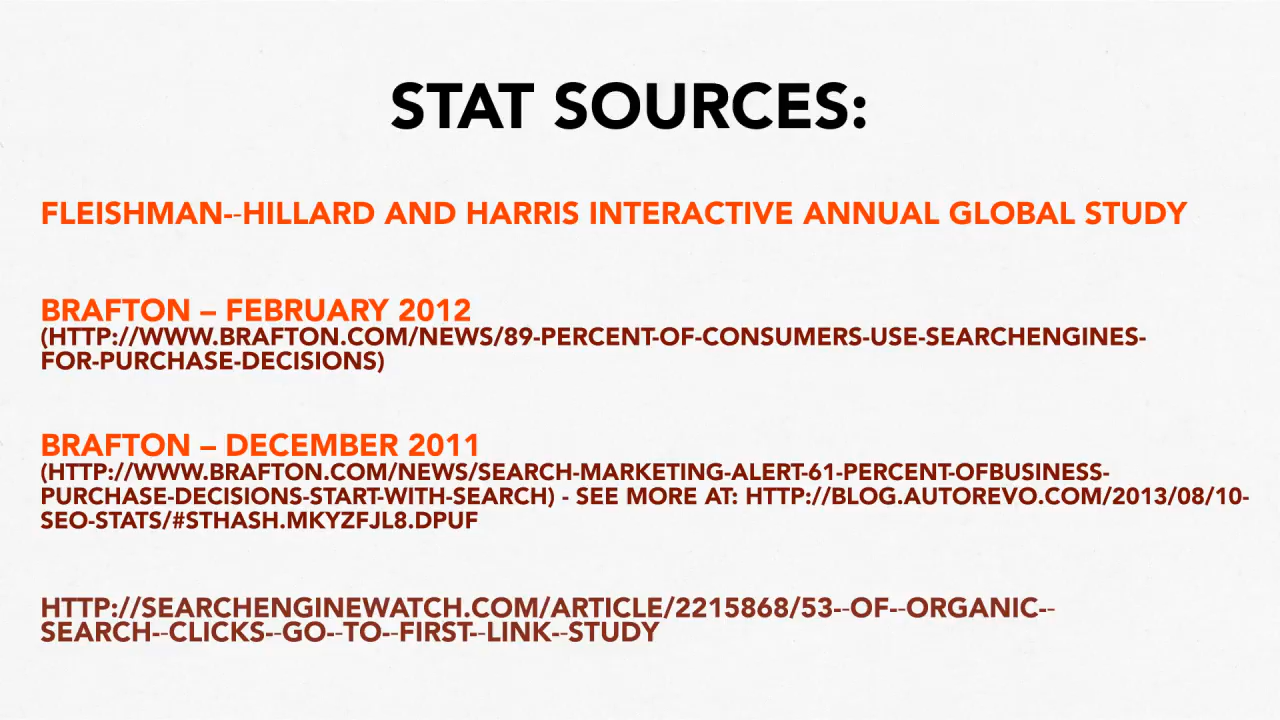 STAT SOURCES:
FLEISHMAN-­‐HILLARD AND HARRIS INTERACTIVE ANNUAL GLOBAL STUDY
BRAFTON – FEBRUARY 2012
(HTTP://WWW.BRAFTON.COM/NEWS/89-PERCENT-OF-CONSUMERS-USE-SEARCHENGINES-
FOR-PURCHASE-DECISIONS)
BRAFTON – DECEMBER 2011
(HTTP://WWW.BRAFTON.COM/NEWS/SEARCH-MARKETING-ALERT-61-PERCENT-OFBUSINESS-
PURCHASE-DECISIONS-START-WITH-SEARCH) - SEE MORE AT: HTTP://BLOG.AUTOREVO.COM/2013/08/10-
SEO-STATS/#STHASH.MKYZFJL8.DPUF
HTTP://SEARCHENGINEWATCH.COM/ARTICLE/2215868/53--OF--ORGANIC--
SEARCH--CLICKS--GO--TO--FIRST--LINK--STUDY